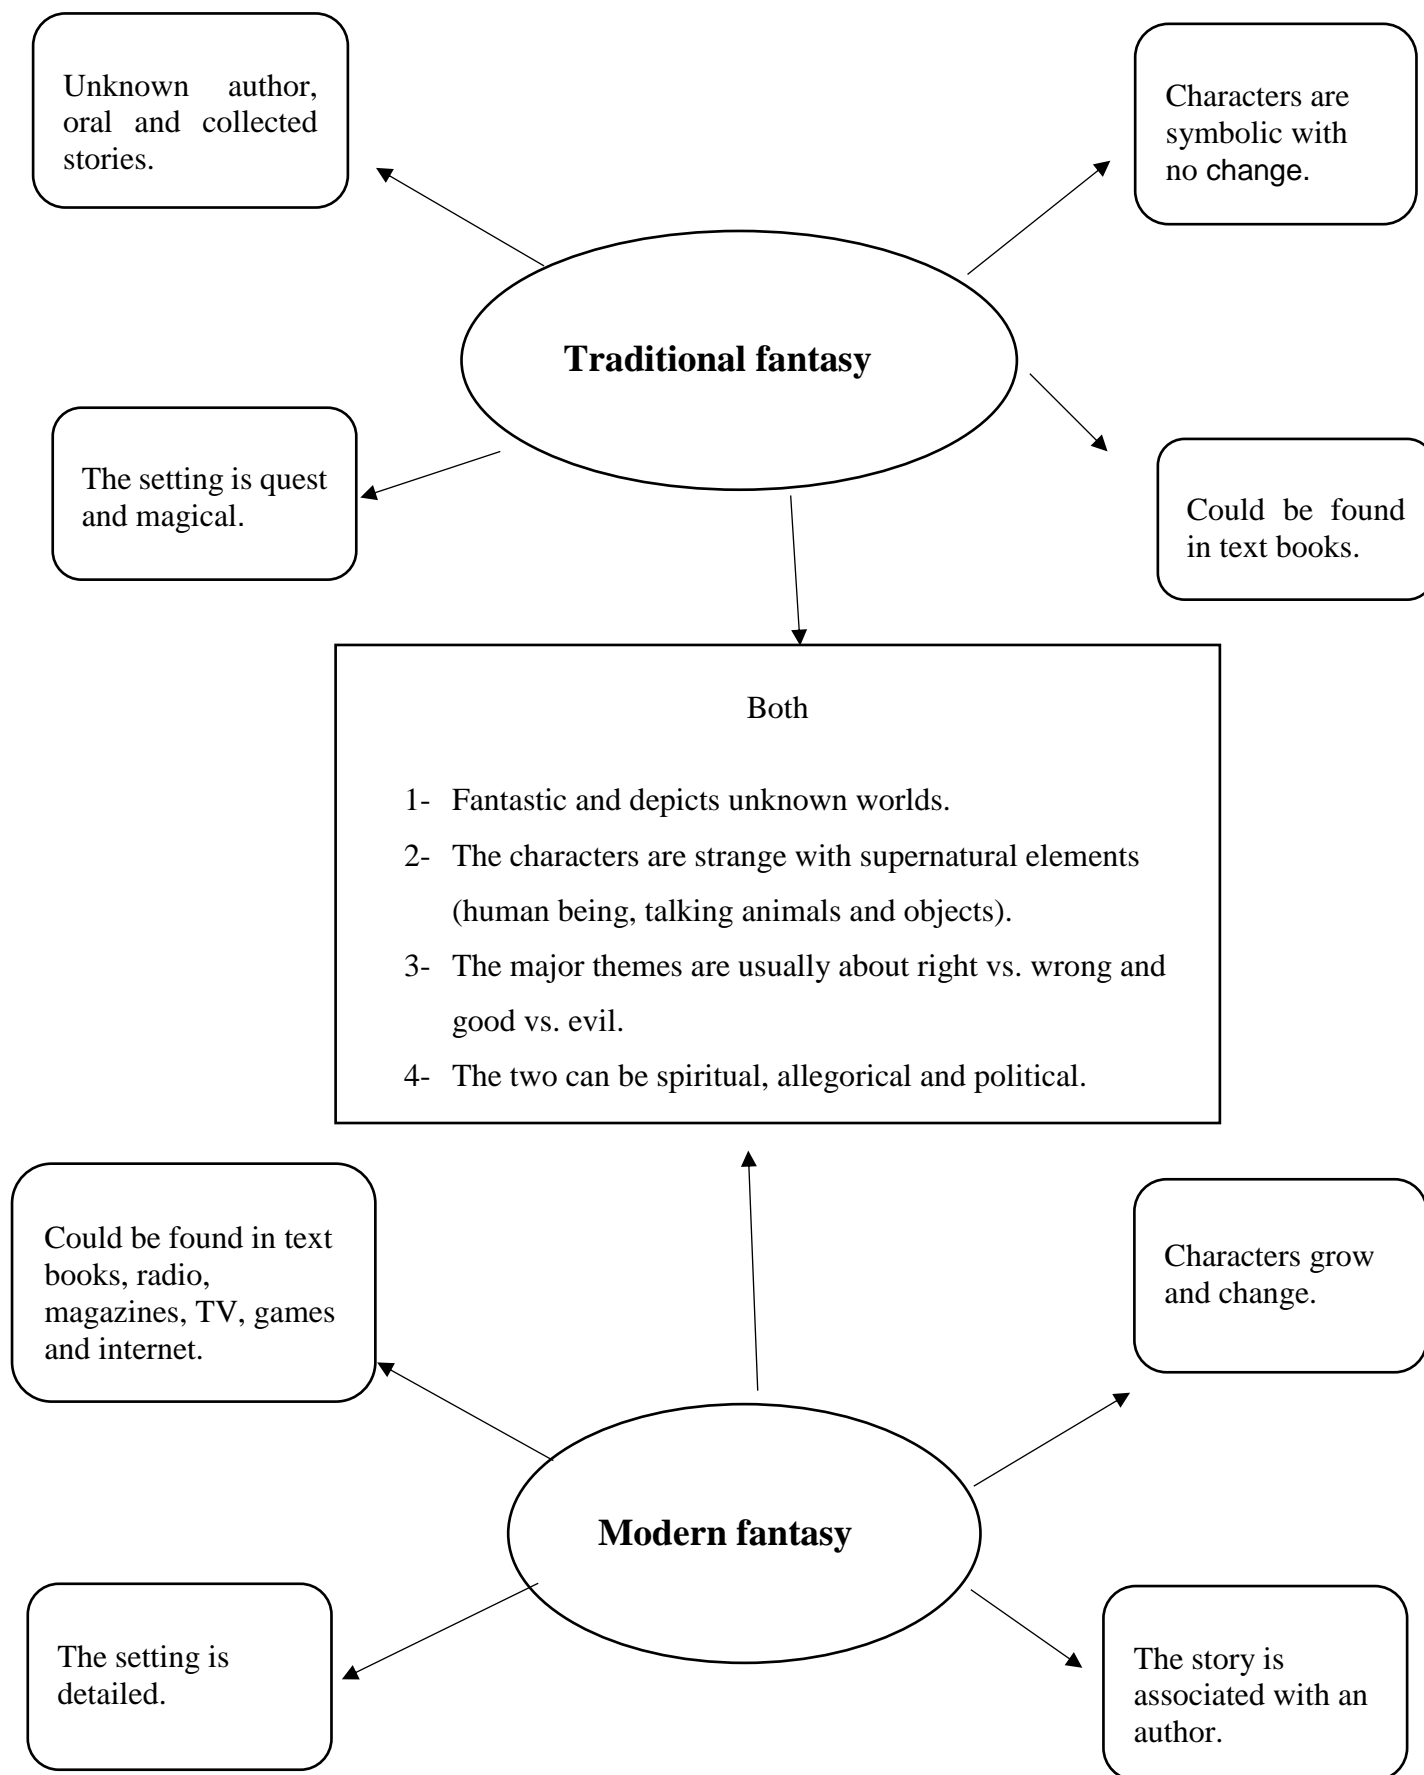 Unknown author,
oral and collected
stories.
Characters are
symbolic with
no change.
Traditional fantasy
The setting is quest
and magical.
Could be found
in text books.
Both
1- Fantastic and depicts unknown worlds.
2- The characters are strange with supernatural elements
(human being, talking animals and objects).
3- The major themes are usually about right vs. wrong and
good vs. evil.
4- The two can be spiritual, allegorical and political.
Could be found in text
books, radio,
magazines, TV, games
and internet.
Characters grow
and change.
Modern fantasy
The setting is
detailed.
The story is
associated with an
author.